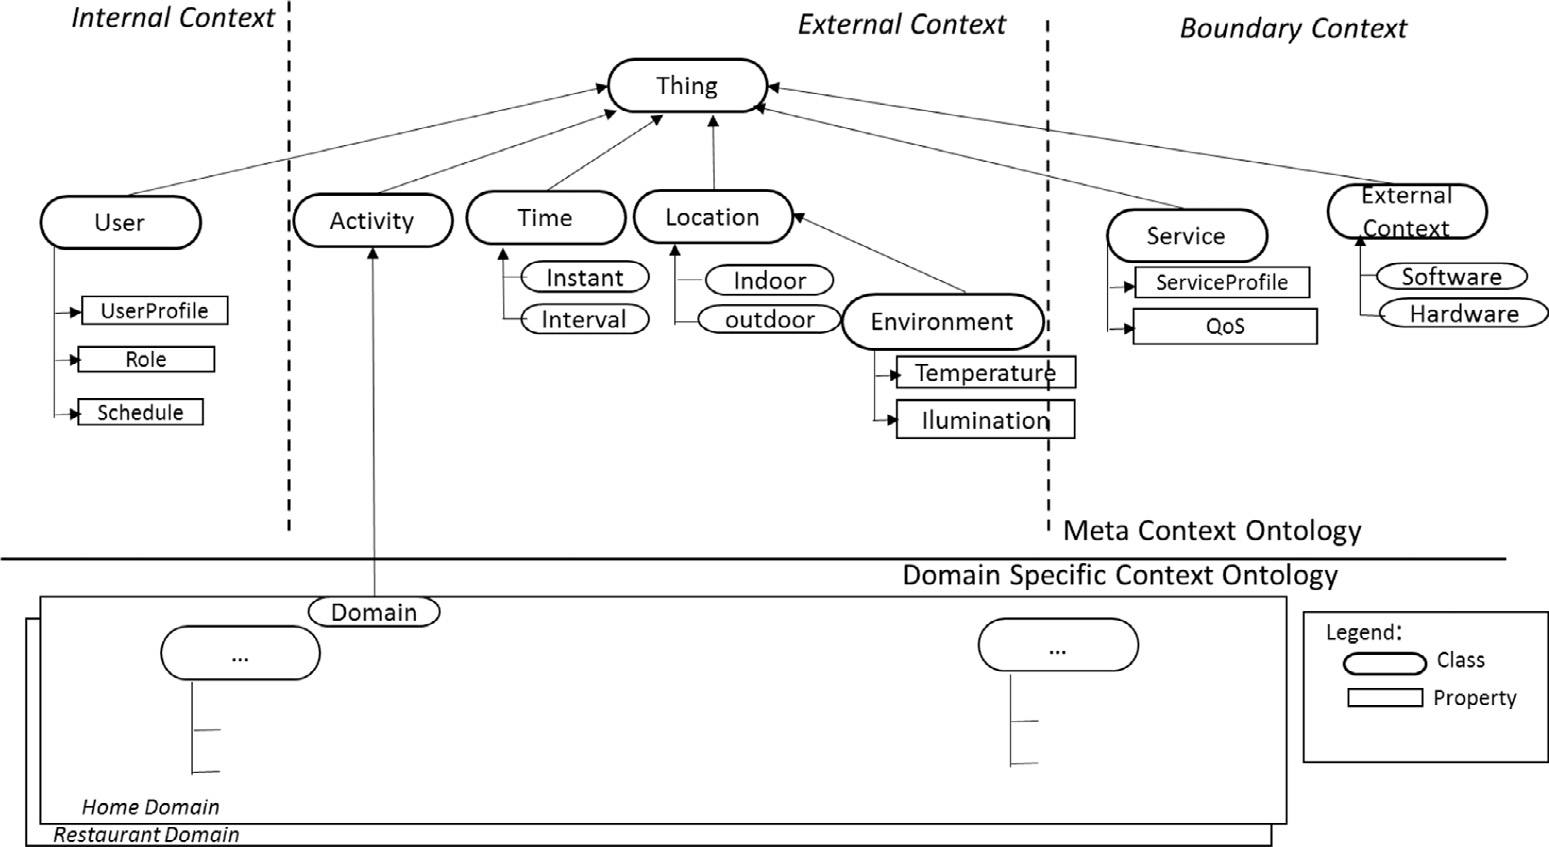 Internal Context
External Context
Boundary Context
Thing
User
Activity
Time
Location
Service
External
Context
Instant
Interval
Indoor
outdoor
Environment
Temperature
Ilumination
UserProfile
Role
Schedule
ServiceProfile
QoS
Software
Hardware
Meta Context Ontology
Domain Specific Context Ontology
Domain
...
...
Home Domain
Restaurant Domain
Legend:
Class
Property